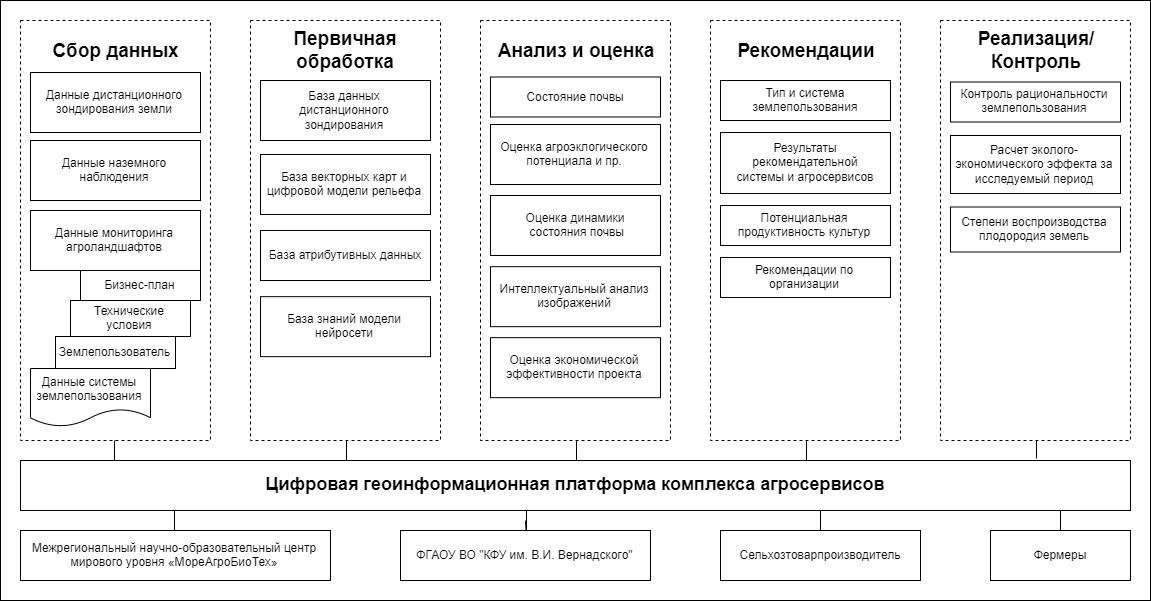 Сбор данных
Данные дистанционного
зондирования земли
Данные наземного
наблюдения
Данные мониторинга
агроландшафтов
Бизнес-план
Технические
условия
Землепользователь
Данные системы
землепользования
Первичная
обработка
База данных
дистанционного
зондирования
База векторных карт и
цифровой модели рельефа
База атрибутивных данных
База знаний модели
нейросети
Анализ и оценка
Состояние почвы
Оценка агроэклогического
потенциала и пр.
Оценка динамики
состояния почвы
Интеллектуальный анализ
изображений
Оценка экономической
эффективности проекта
Рекомендации
Тип и система
землепользования
Результаты
рекомендательной
системы и агросервисов
Потенциальная
продуктивность культур
Рекомендации по
организации
Реализация/
Контроль
Контроль рациональности
землепользования
Расчет эколого-
экономического эффекта за
исследуемый период
Степени воспроизводства
плодородия земель
Цифровая геоинформационная платформа комплекса агросервисов
Межрегиональный научно-образовательный центр
мирового уровня «МореАгроБиоТех»
ФГАОУ ВО "КФУ им. В.И. Вернадского"
Сельхозтоварпроизводитель
Фермеры